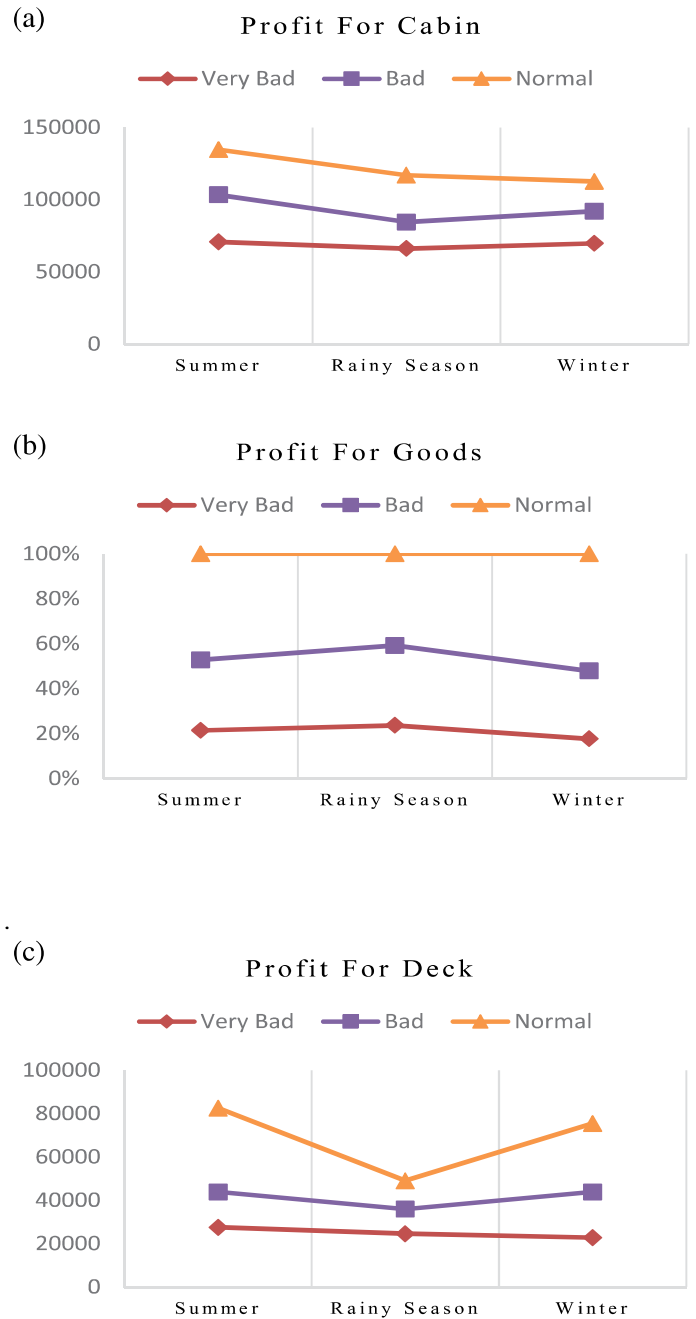 (a)
Profit For Cabin
Very Bad Bad Normal
150000
100000
50000
0
Summer Rainy Season Winter
(b)
Profit For Goods
Very Bad Bad Normal
100%
80%
60%
40%
20%
0%
Summer Rainy Season Winter
.
(c)
Profit For Deck
Very Bad Bad Normal
100000
80000
60000
40000
20000
0
Summer Rainy Season Winter